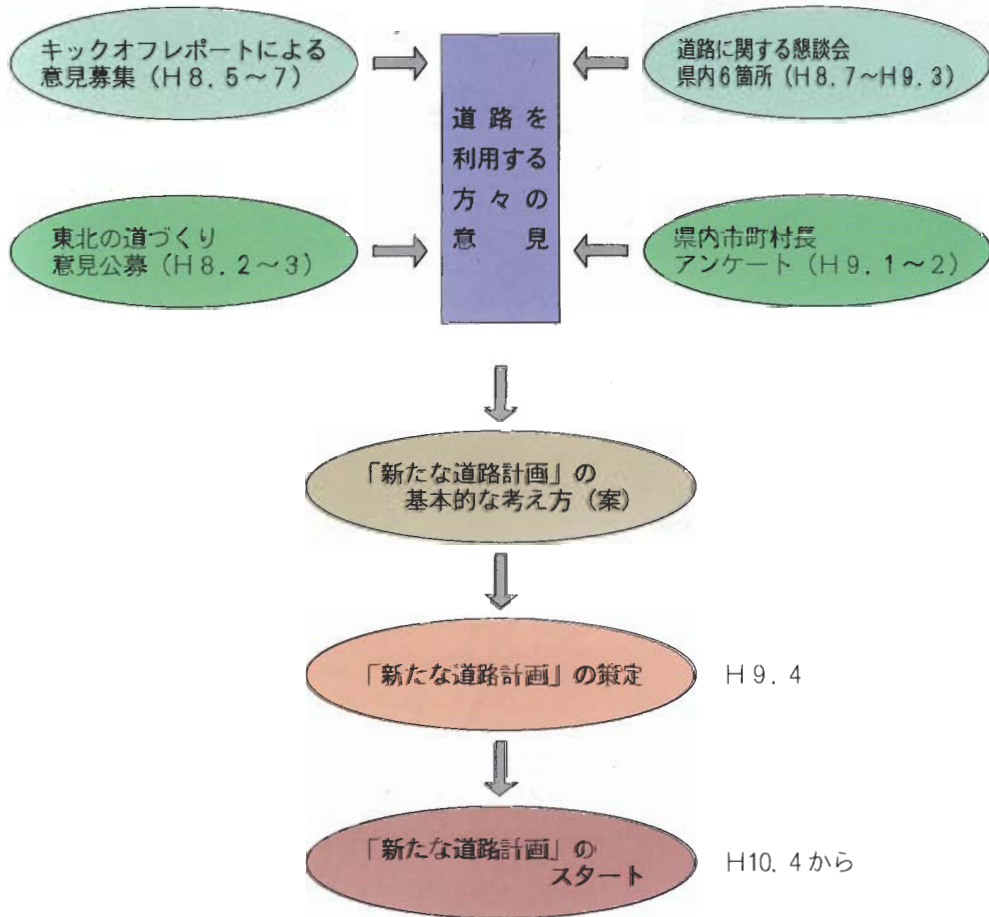 キックオフレポートによる
意見募集（H8．5～7）
道路に関する懇談会
県内6箇所（H8．7～H9．3）
道路を
利用する
方々の
意見
東北の道づくり
意見公募（H8．2～3）
県内市町村長
アンケート（H9．1～2）
「新たな道路計画」の
基本的な考え方（案）
「新たな道路計画」の策定
H9．4
「新たな道路計画」の
スタート
H10．4から